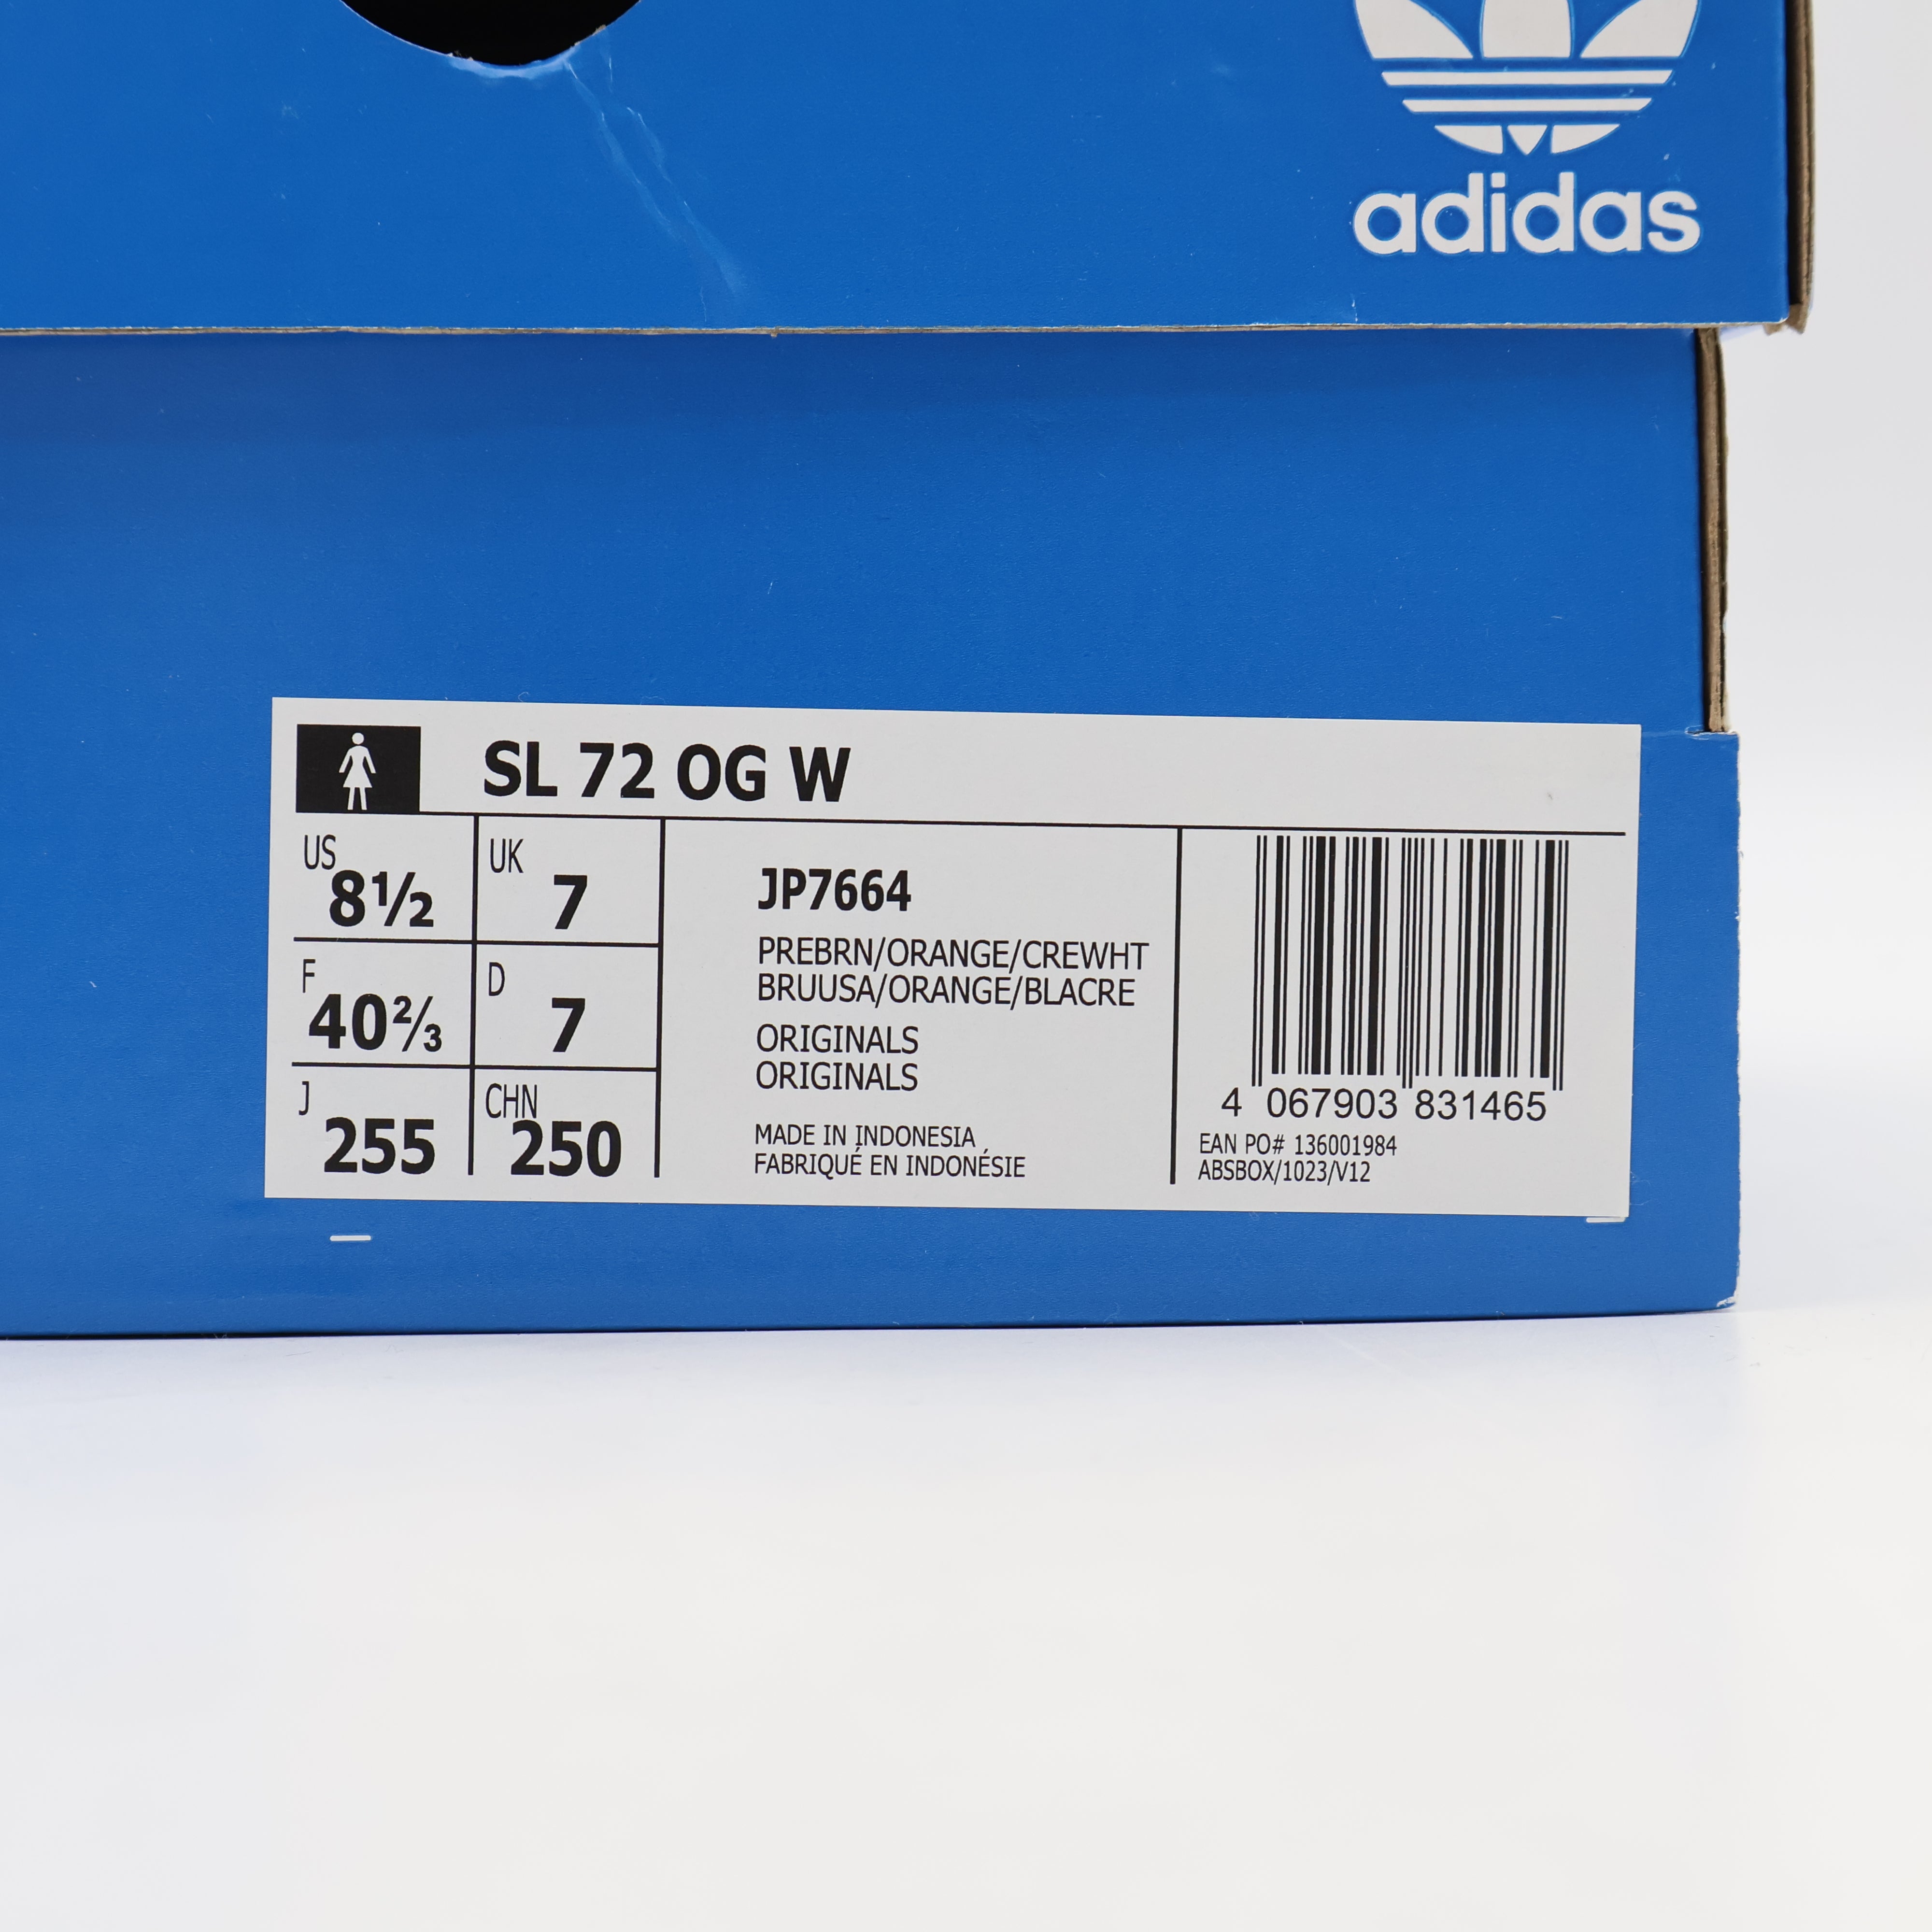 adidas
SL 72 OG W
US 8½
UK 7
F 40⅔
D 7
J 255
CHN 250
JP7664
PREBRN/ORANGE/CREWHT
BRUUSA/ORANGE/BLACRE
ORIGINALS
ORIGINALS
MADE IN INDONESIA
FABRIQUÉ EN INDONÉSIE
4 067903 831465
EAN PO# 136001984
ABSBOX/1023/V12